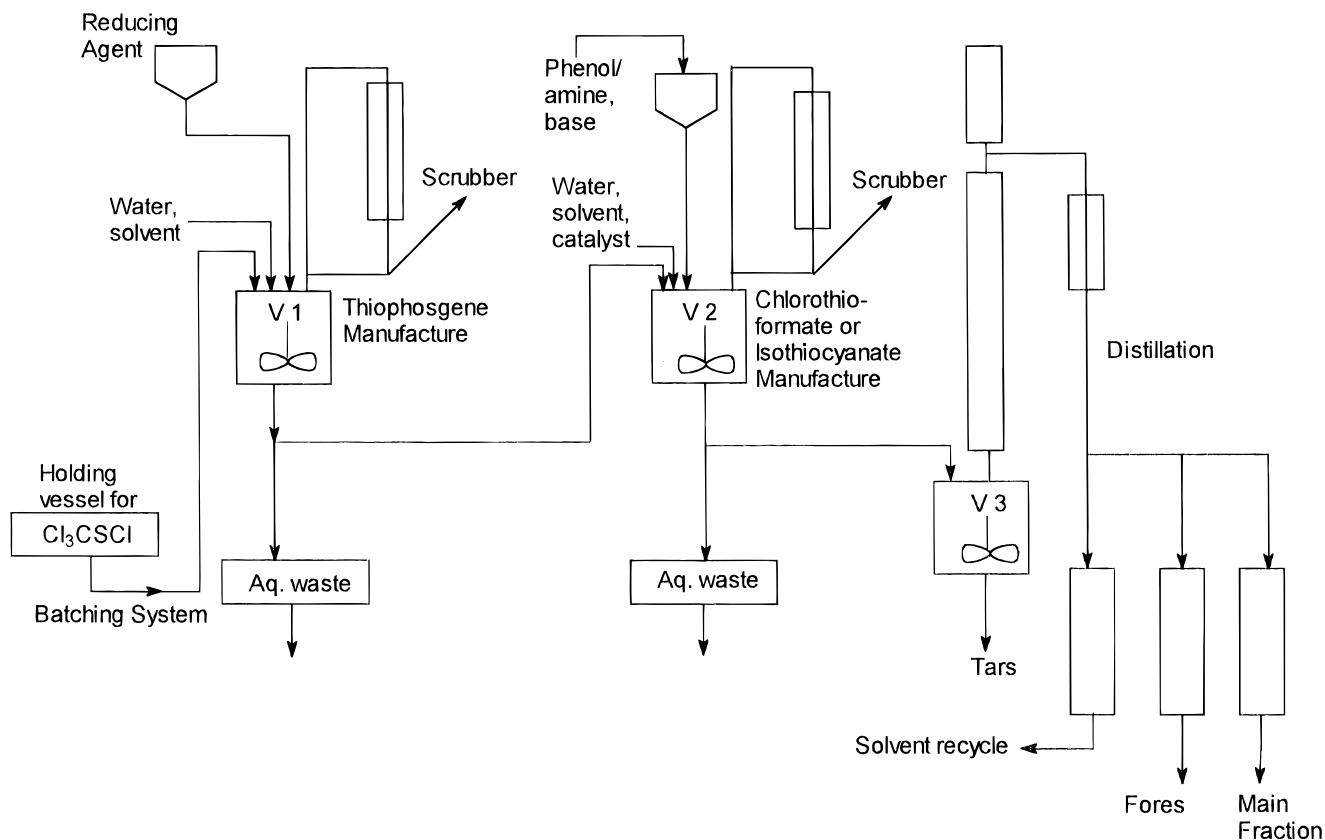 Reducing
Agent
Water,
solvent
Scrubber
V 1
Thiophosgene
Manufacture
Holding
vessel for
Cl₃CSCl
Batching System
Aq. waste
Phenol/
amine,
base
Water,
solvent,
catalyst
Scrubber
V 2
Chlorothio-
formate or
Isothiocyanate
Manufacture
Aq. waste
Distillation
V 3
Tars
Solvent recycle
Fores
Main
Fraction